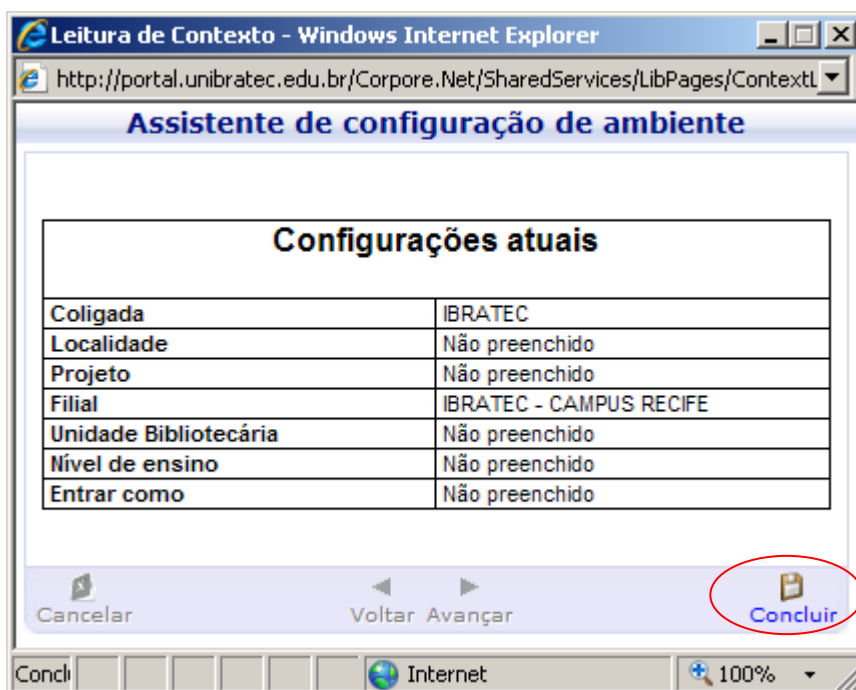 Leitura de Contexto - Windows Internet Explorer
http://portal.unibratec.edu.br/Corpore.Net/SharedServices/LibPages/ContextL
Assistente de configuração de ambiente
Configurações atuais
Coligada IBRATEC
Localidade Não preenchido
Projeto Não preenchido
Filial IBRATEC - CAMPUS RECIFE
Unidade Bibliotecária Não preenchido
Nível de ensino Não preenchido
Entrar como Não preenchido
Cancelar Voltar Avançar Concluir
Conclu Internet 100%